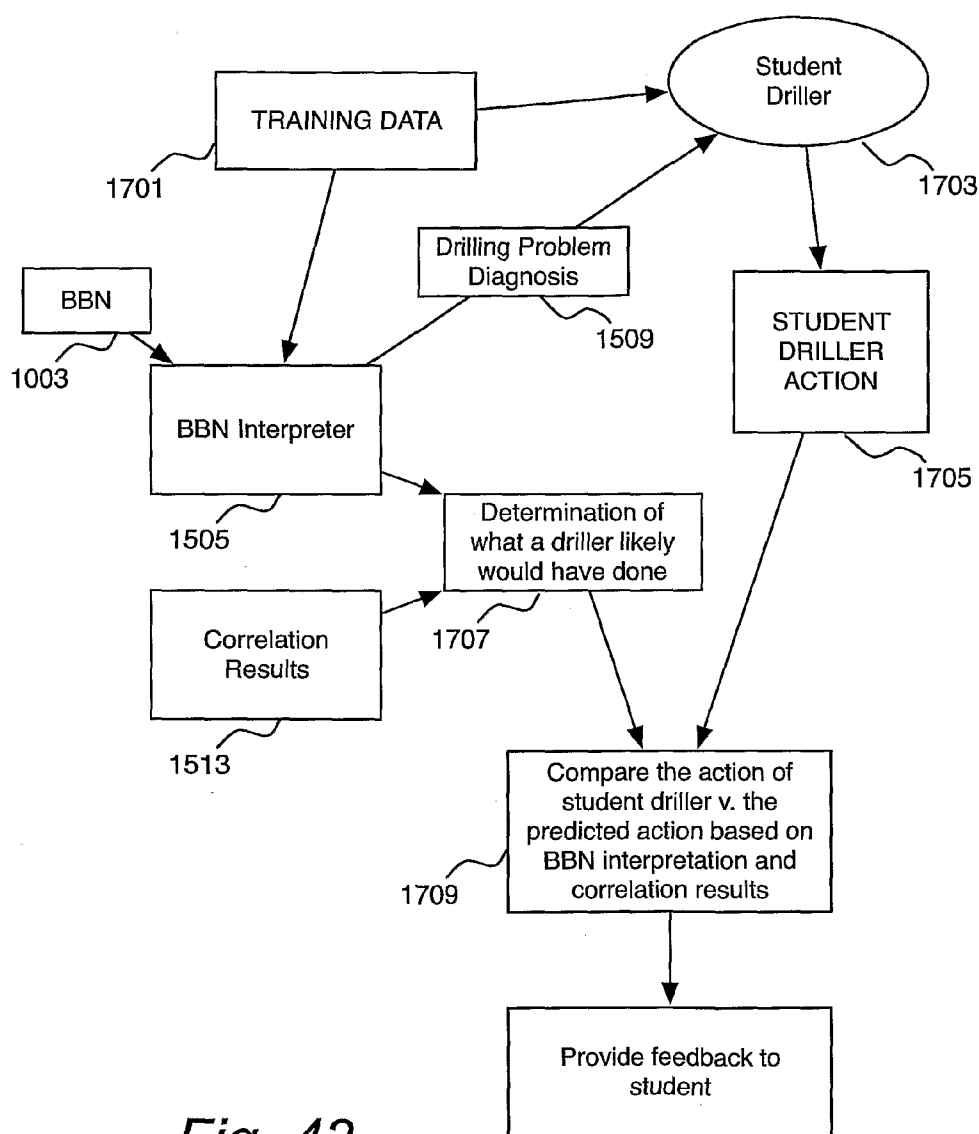 Student
Driller
TRAINING DATA
1701
1703
Drilling Problem
Diagnosis
BBN
1509
STUDENT
DRILLER
ACTION
1003
BBN Interpreter
1705
1505
Determination of
what a driller likely
would have done
Correlation
Results
1707
1513
Compare the action of
student driller v. the
predicted action based on
BBN interpretation and
correlation results
1709
Provide feedback to
student
Fig. 42